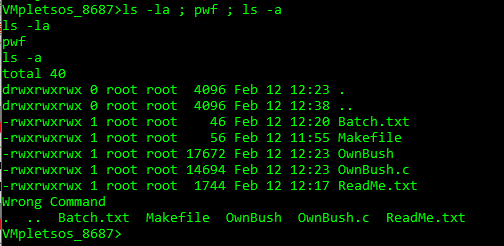 VMpletsos_8687>ls -la ; pwf ; ls -a
ls -la
pwf
ls -a
total 40
drwxrwxrwx 0 root root  4096 Feb 12 12:23 .
drwxrwxrwx 0 root root  4096 Feb 12 12:38 ..
-rwxrwxrwx 1 root root    46 Feb 12 12:20 Batch.txt
-rwxrwxrwx 1 root root    56 Feb 12 11:55 Makefile
-rwxrwxrwx 1 root root 17672 Feb 12 12:23 OwnBush
-rwxrwxrwx 1 root root 14694 Feb 12 12:23 OwnBush.c
-rwxrwxrwx 1 root root  1744 Feb 12 12:17 ReadMe.txt
Wrong Command
.  ..  Batch.txt  Makefile  OwnBush  OwnBush.c  ReadMe.txt
VMpletsos_8687>